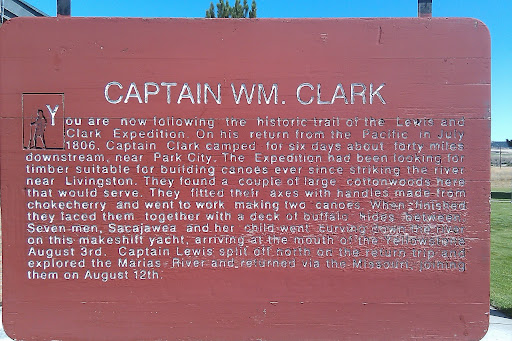 CAPTAIN WM. CLARK
You are now following the historic trail of the Lewis and
Clark Expedition. On his return from the Pacific in July
1806, Captain Clark camped for six days about forty miles
downstream, near Park City. The Expedition had been looking for
timber suitable for building canoes ever since striking the river
near Livingston. They found a couple of large cottonwoods here
that would serve. They fitted their axes with handles made from
chokecherry and went to work making two canoes. When finished
they laced them together with a deck of buffalo hides between.
Seven men, Sacajawea and her child went curving down the river
on this makeshift yacht, arriving at the mouth of the Yellowstone
August 3rd. Captain Lewis split off north on the return trip and
explored the Marias River and returned via the Missouri, joining
them on August 12th.